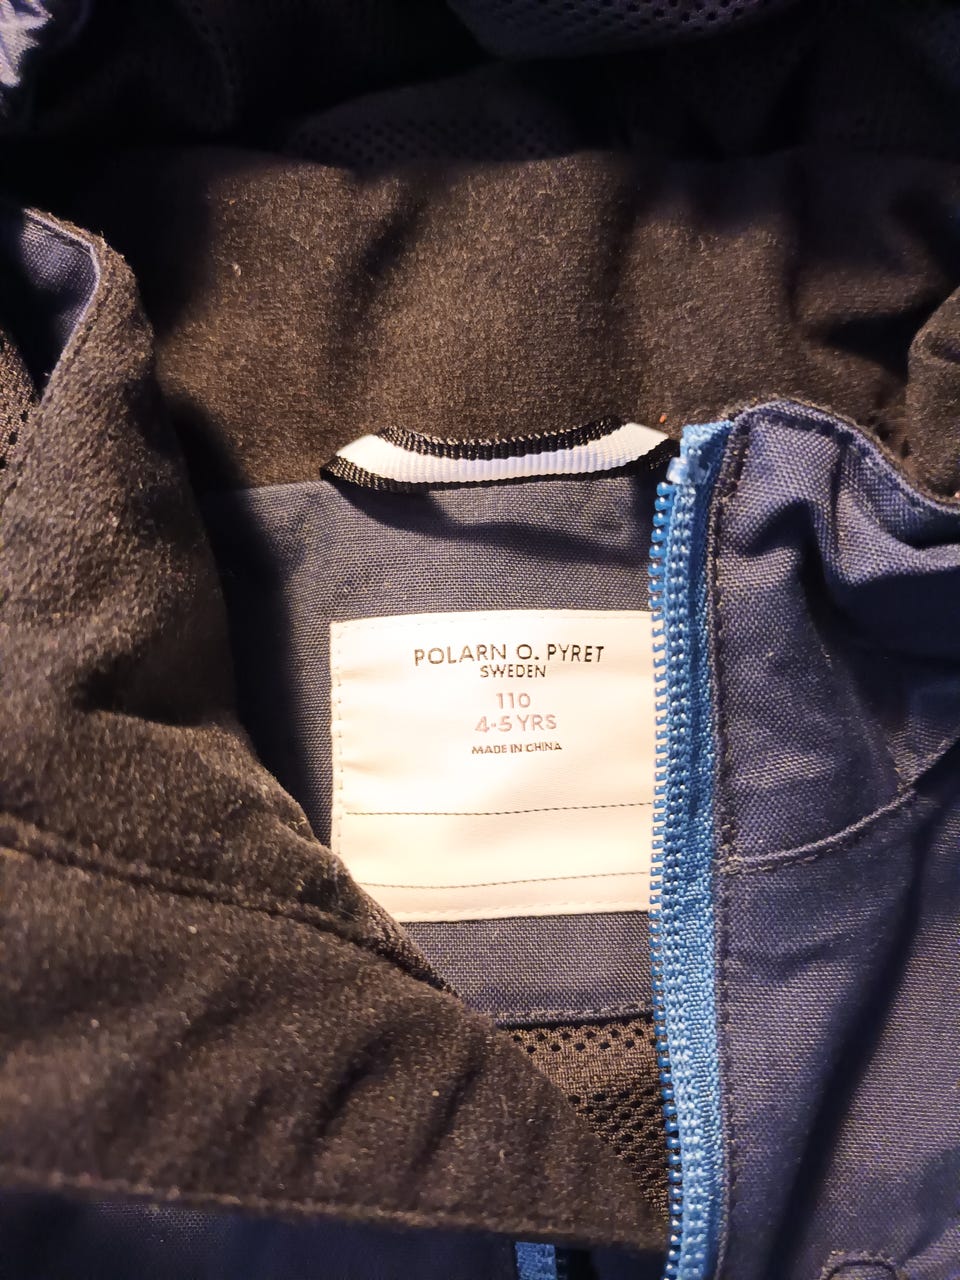 POLARN O. PYRET
SWEDEN
110
4-5 YRS
MADE IN CHINA